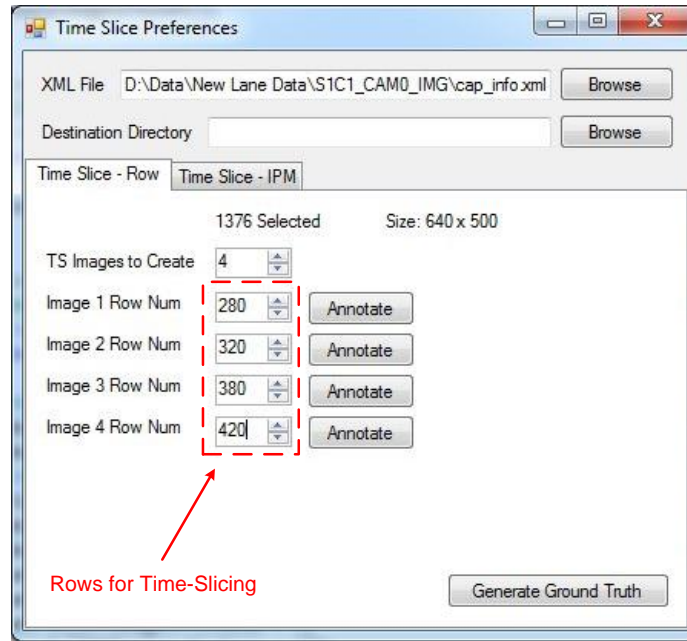 Time Slice Preferences
XML File D:\Data\New Lane Data\S1C1_CAM0_IMG\cap_info.xml Browse
Destination Directory Browse
Time Slice - Row Time Slice - IPM
1376 Selected Size: 640 x 500
TS Images to Create 4
Image 1 Row Num 280 Annotate
Image 2 Row Num 320 Annotate
Image 3 Row Num 380 Annotate
Image 4 Row Num 420 Annotate
Rows for Time-Slicing
Generate Ground Truth